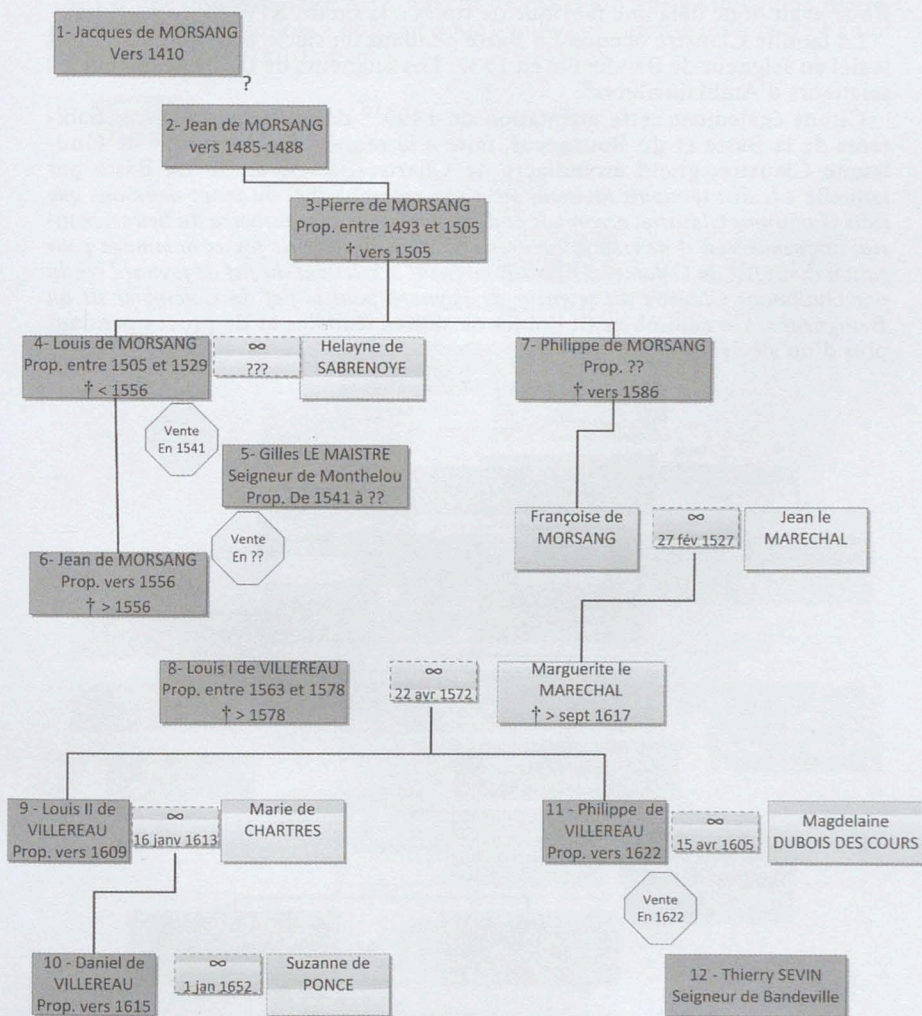 1- Jacques de MORSANG
Vers 1410
?
2- Jean de MORSANG
vers 1485-1488
3-Pierre de MORSANG
Prop. entre 1493 et 1505
† vers 1505
4- Louis de MORSANG
Prop. entre 1505 et 1529
† < 1556
∞
???
Helayne de
SABRENOYE
7- Philippe de MORSANG
Prop. ??
† vers 1586
Vente
En 1541
5- Gilles LE MAISTRE
Seigneur de Monthelou
Prop. De 1541 à ??
Vente
En ??
Françoise de
MORSANG
∞
27 fév 1527
Jean le
MARECHAL
6- Jean de MORSANG
Prop. vers 1556
† > 1556
8- Louis I de VILLEREAU
Prop. entre 1563 et 1578
† > 1578
∞
22 avr 1572
Marguerite le
MARECHAL
† > sept 1617
9 - Louis II de
VILLEREAU
Prop. vers 1609
∞
16 janv 1613
Marie de
CHARTRES
11 - Philippe de
VILLEREAU
Prop. vers 1622
∞
15 avr 1605
Magdelaine
DUBOIS DES COURS
Vente
En 1622
10 - Daniel de
VILLEREAU
Prop. vers 1615
∞
1 jan 1652
Suzanne de
PONCE
12 - Thierry SEVIN
Seigneur de Bandeville